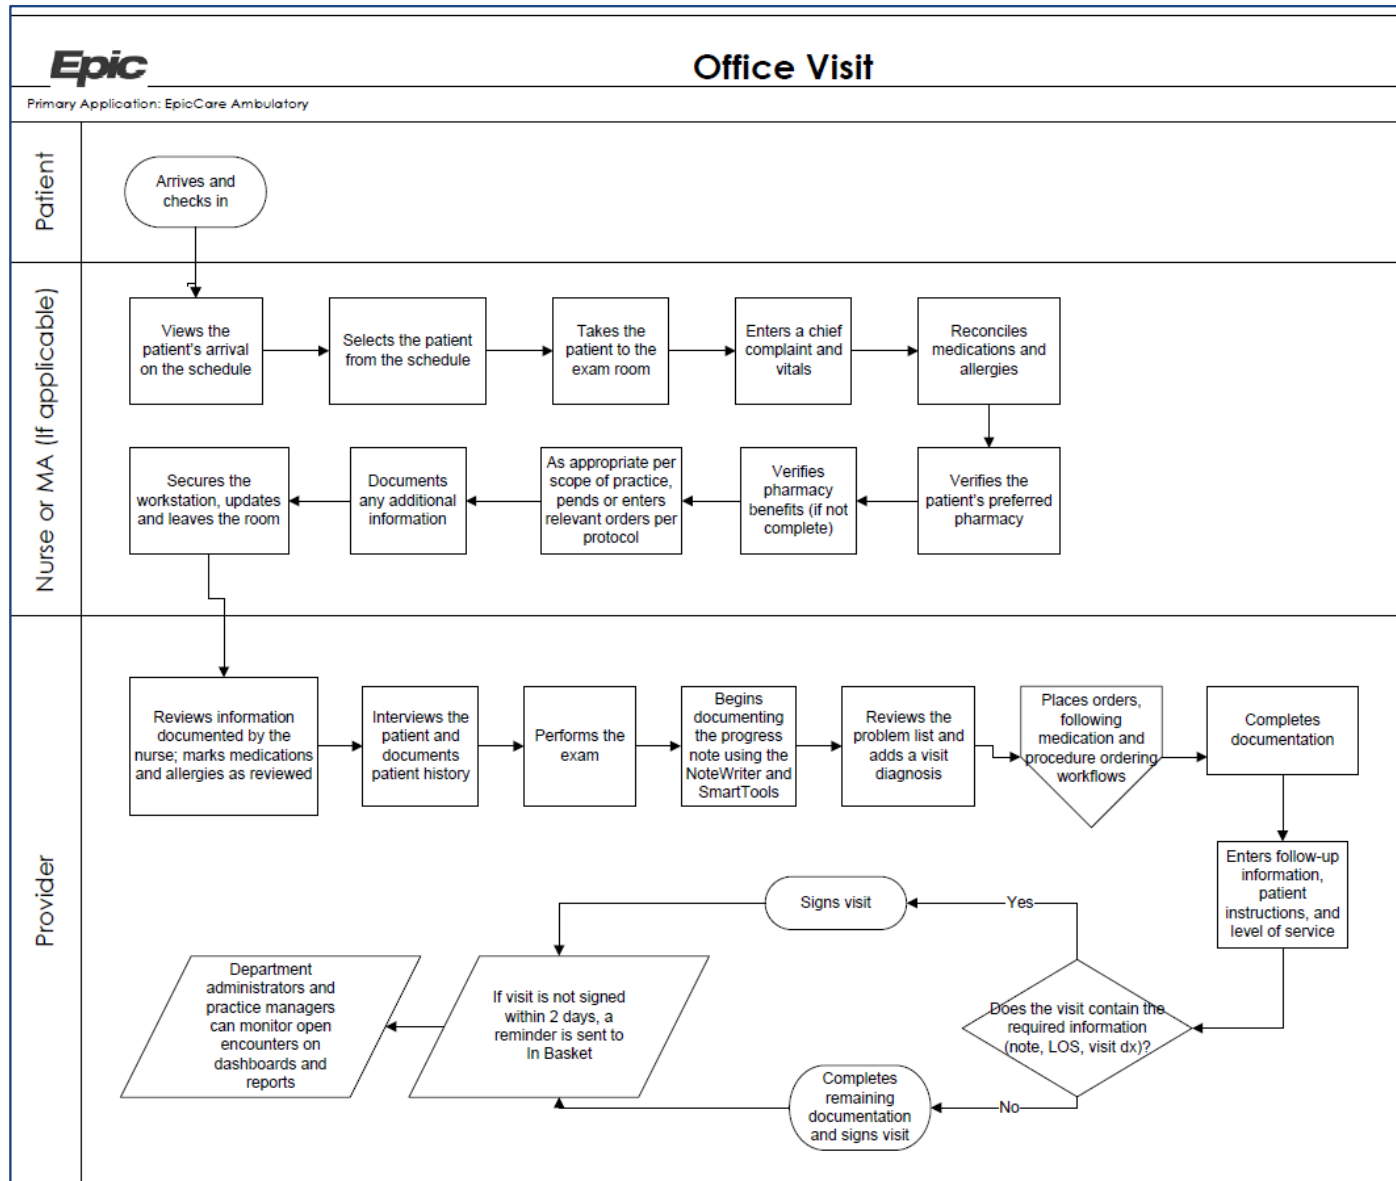 Epic
Office Visit
Primary Application: EpicCare Ambulatory
Patient
Arrives and
checks in
Nurse or MA (If applicable)
Views the
patient's arrival
on the schedule
Selects the patient
from the schedule
Takes the
patient to the
exam room
Enters a chief
complaint and
vitals
Reconciles
medications and
allergies
Verifies the
patient's preferred
pharmacy
Verifies
pharmacy
benefits (if not
complete)
As appropriate per
scope of practice,
pends or enters
relevant orders per
protocol
Documents
any additional
information
Secures the
workstation, updates
and leaves the room
Provider
Reviews information
documented by the
nurse; marks medications
and allergies as reviewed
Interviews the
patient and
documents
patient history
Performs the
exam
Begins
documenting
the progress
note using the
NoteWriter and
SmartTools
Reviews the
problem list and
adds a visit
diagnosis
Places orders,
following
medication and
procedure ordering
workflows
Completes
documentation
Enters follow-up
information,
patient
instructions, and
level of service
Does the visit contain the
required information
(note, LOS, visit dx)?
Yes
Signs visit
No
Completes
remaining
documentation
and signs visit
If visit is not signed
within 2 days, a
reminder is sent to
In Basket
Department
administrators and
practice managers
can monitor open
encounters on
dashboards and
reports